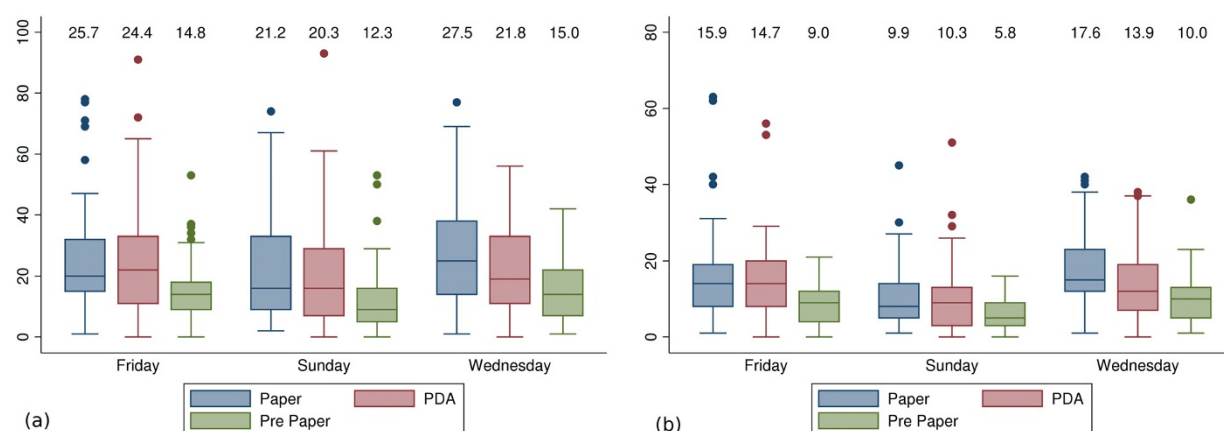 100
80
60
40
20
0
25.7 24.4 14.8 21.2 20.3 12.3 27.5 21.8 15.0
Friday Sunday Wednesday
Paper PDA
Pre Paper
(a)
80
60
40
20
0
15.9 14.7 9.0 9.9 10.3 5.8 17.6 13.9 10.0
Friday Sunday Wednesday
Paper PDA
Pre Paper
(b)